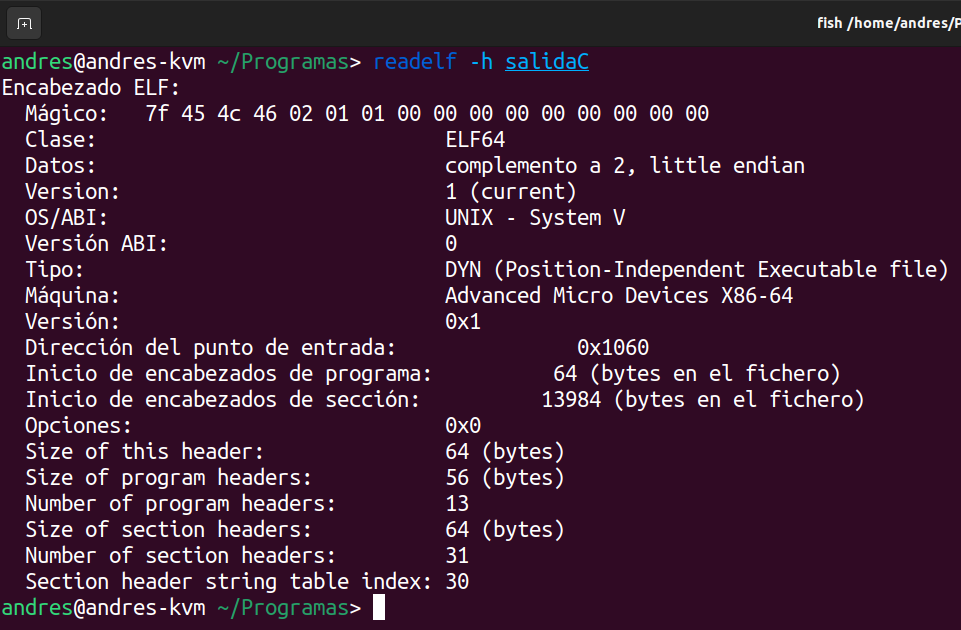 fish /home/andres/P
andres@andres-kvm ~/Programas> readelf -h salidaC
Encabezado ELF:
  Mágico:   7f 45 4c 46 02 01 01 00 00 00 00 00 00 00 00 00
  Clase:                             ELF64
  Datos:                             complemento a 2, little endian
  Version:                           1 (current)
  OS/ABI:                            UNIX - System V
  Versión ABI:                       0
  Tipo:                              DYN (Position-Independent Executable file)
  Máquina:                           Advanced Micro Devices X86-64
  Versión:                           0x1
  Dirección del punto de entrada:               0x1060
  Inicio de encabezados de programa:          64 (bytes en el fichero)
  Inicio de encabezados de sección:          13984 (bytes en el fichero)
  Opciones:                          0x0
  Size of this header:               64 (bytes)
  Size of program headers:           56 (bytes)
  Number of program headers:         13
  Size of section headers:           64 (bytes)
  Number of section headers:         31
  Section header string table index: 30
andres@andres-kvm ~/Programas>